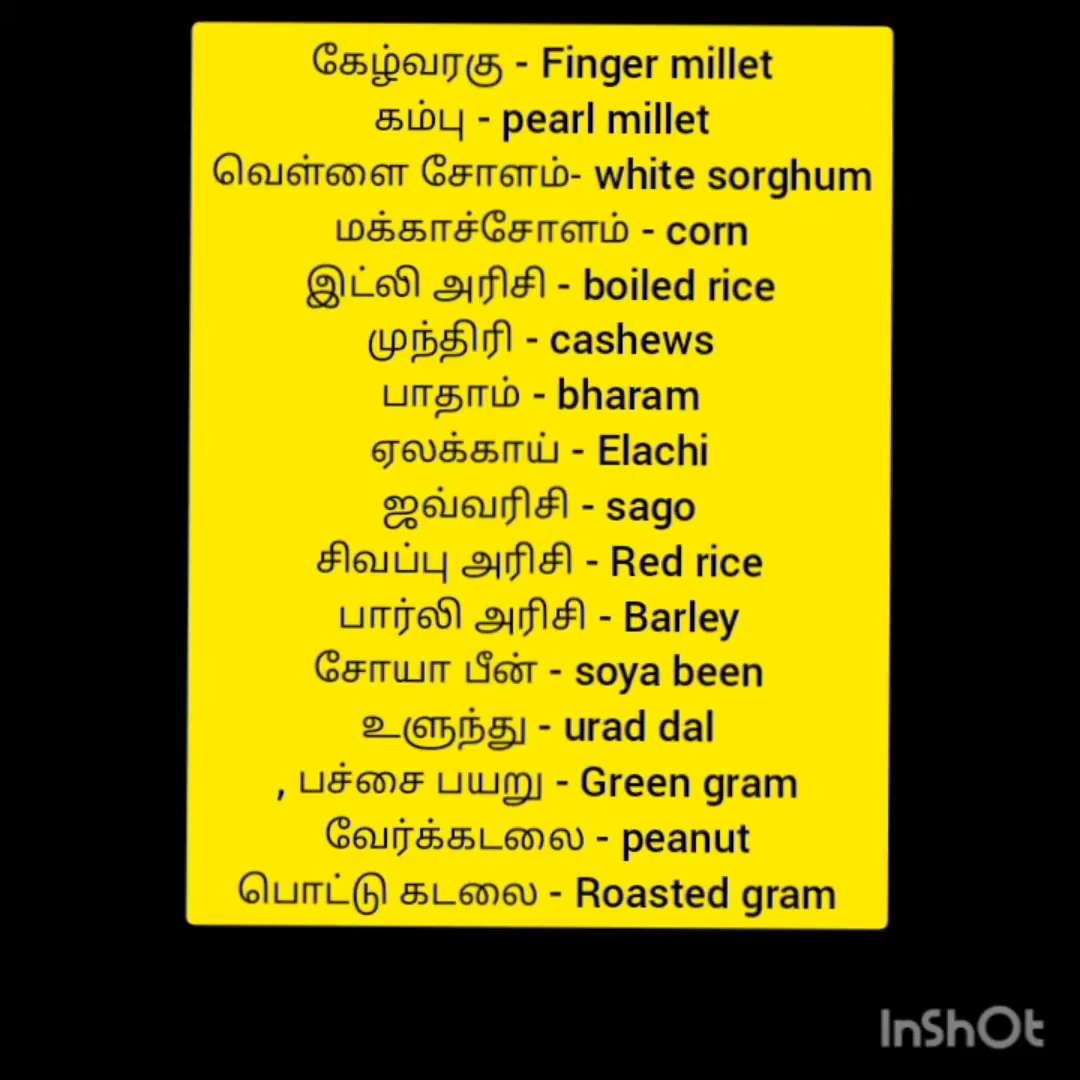 கேழ்வரகு - Finger millet
கம்பு - pearl millet
வெள்ளை சோளம்- white sorghum
மக்காச்சோளம் - corn
இட்லி அரிசி - boiled rice
முந்திரி - cashews
பாதாம் - bharam
ஏலக்காய் - Elachi
ஜவ்வரிசி - sago
சிவப்பு அரிசி - Red rice
பார்லி அரிசி - Barley
சோயா பீன் - soya been
உளுந்து - urad dal
, பச்சை பயறு - Green gram
வேர்க்கடலை - peanut
பொட்டு கடலை - Roasted gram
InShOt